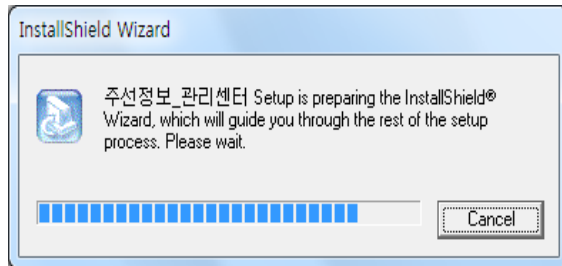 InstallShield Wizard
주선정보_관리센터 Setup is preparing the InstallShield®
Wizard, which will guide you through the rest of the setup
process. Please wait.
Cancel